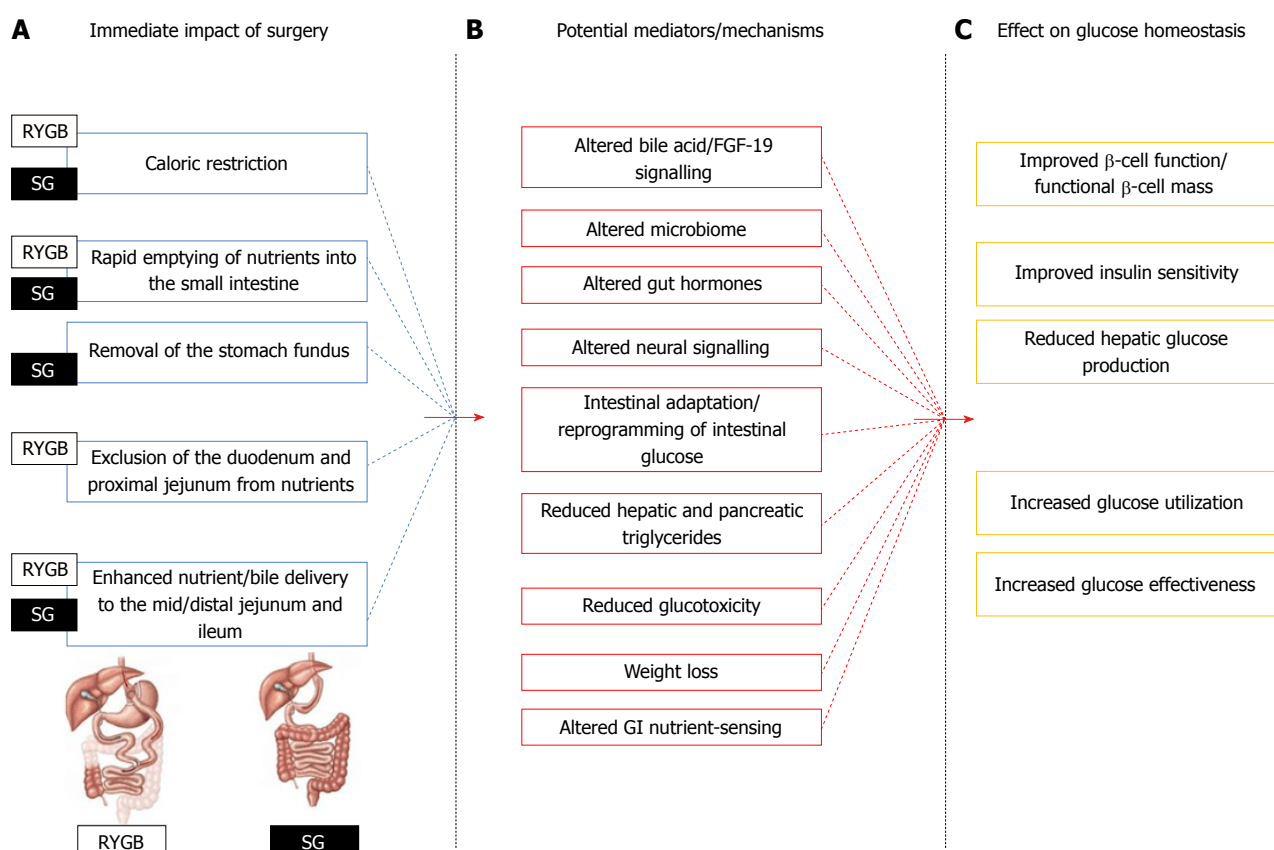 A Immediate impact of surgery
RYGB
Caloric restriction
SG
RYGB
Rapid emptying of nutrients into
the small intestine
SG
Removal of the stomach fundus
SG
RYGB
Exclusion of the duodenum and
proximal jejunum from nutrients
RYGB
Enhanced nutrient/bile delivery
to the mid/distal jejunum and
ileum
SG
RYGB
SG
B Potential mediators/mechanisms
Altered bile acid/FGF-19
signalling
Altered microbiome
Altered gut hormones
Altered neural signalling
Intestinal adaptation/
reprogramming of intestinal
glucose
Reduced hepatic and pancreatic
triglycerides
Reduced glucotoxicity
Weight loss
Altered GI nutrient-sensing
C Effect on glucose homeostasis
Improved β-cell function/
functional β-cell mass
Improved insulin sensitivity
Reduced hepatic glucose
production
Increased glucose utilization
Increased glucose effectiveness